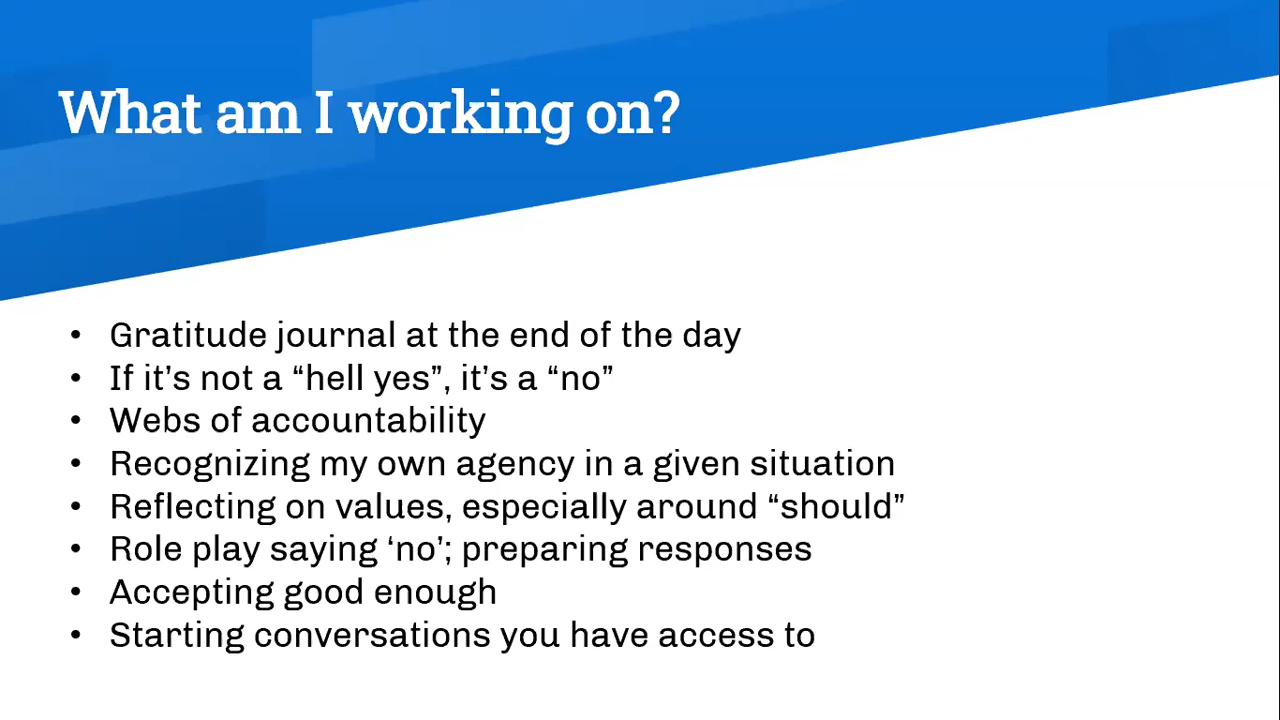 What am I working on?
• Gratitude journal at the end of the day
• If it’s not a “hell yes”, it’s a “no”
• Webs of accountability
• Recognizing my own agency in a given situation
• Reflecting on values, especially around “should”
• Role play saying ‘no’; preparing responses
• Accepting good enough
• Starting conversations you have access to